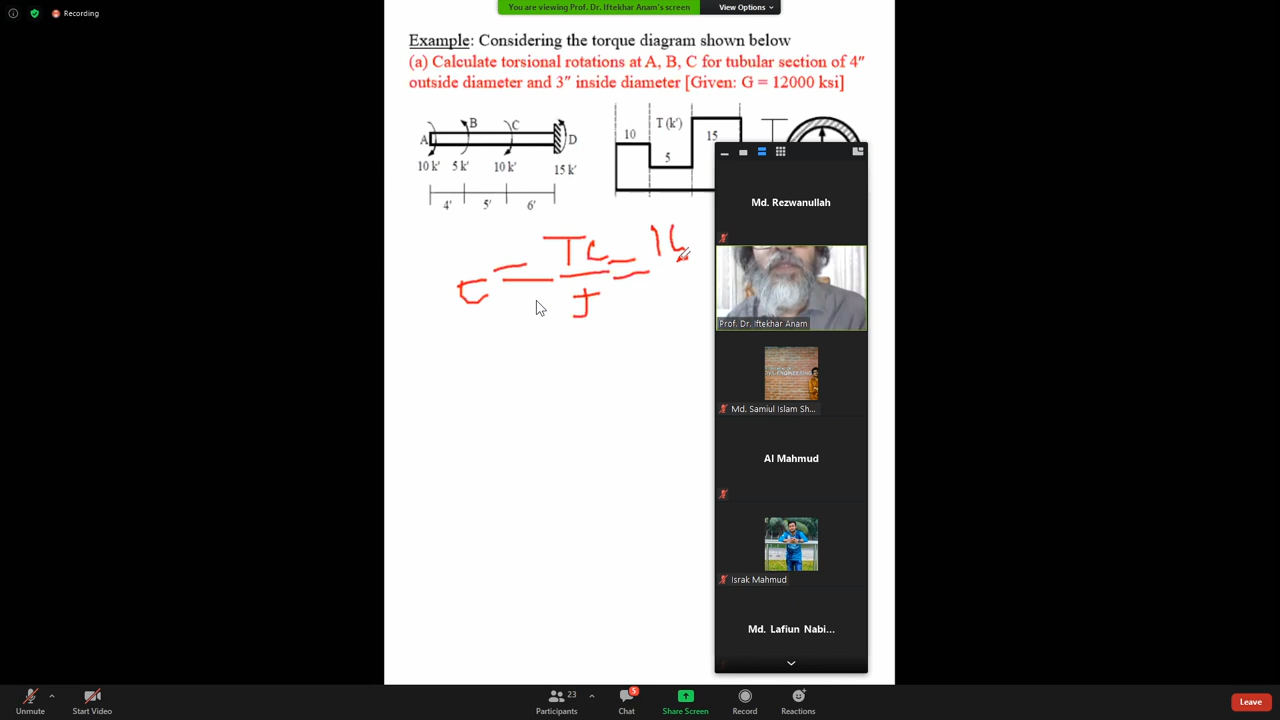 You are viewing Prof. Dr. Iftekhar Anam's screen
View Options
Recording
Example: Considering the torque diagram shown below
(a) Calculate torsional rotations at A, B, C for tubular section of 4″
outside diameter and 3″ inside diameter [Given: G = 12000 ksi]
A B C D
10 k′ 5 k′ 10 k′ 15 k′
4′ 5′ 6′
T (k′)
10 5 15
τ = Tc / J = 16
Md. Rezwanullah
Prof. Dr. Iftekhar Anam
Md. Samiul Islam Sh...
Al Mahmud
Israk Mahmud
Md. Lafiun Nabi...
Unmute
Start Video
Participants
23
Chat
5
Share Screen
Record
Reactions
Leave